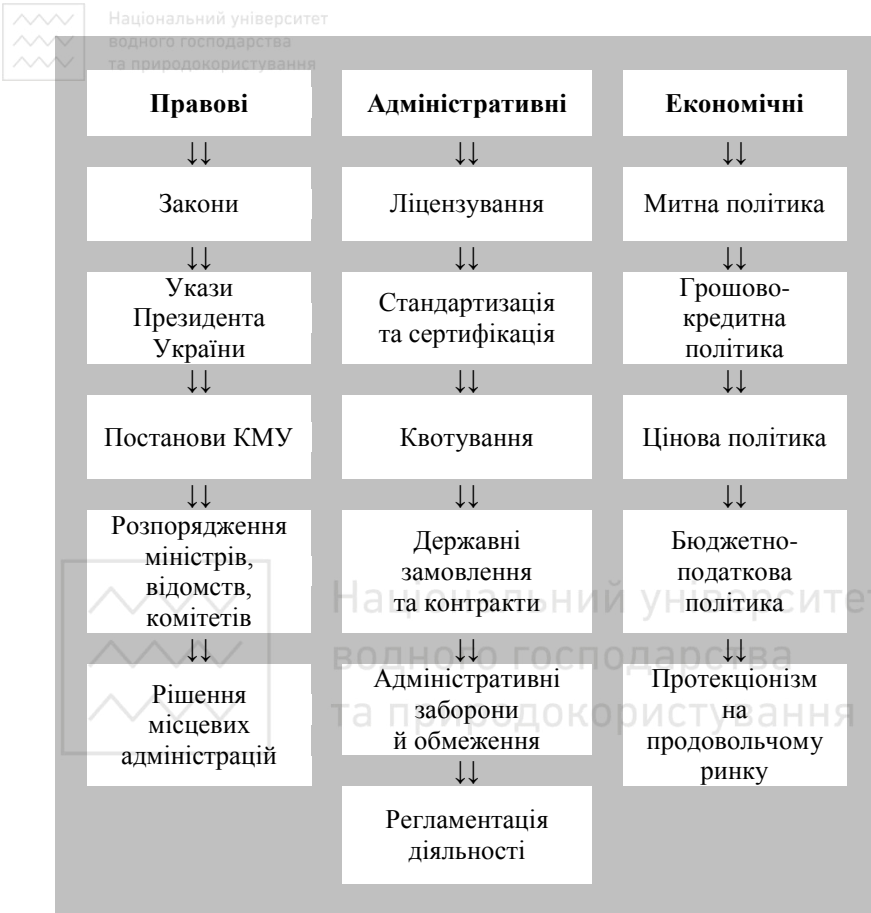 Національний університет
водного господарства
та природокористування
Правові
↓↓
Закони
↓↓
Укази
Президента
України
↓↓
Постанови КМУ
↓↓
Розпорядження
міністрів,
відомств,
комітетів
↓↓
Рішення
місцевих
адміністрацій
Адміністративні
↓↓
Ліцензування
↓↓
Стандартизація
та сертифікація
↓↓
Квотування
↓↓
Державні
замовлення
та контракти
↓↓
Адміністративні
заборони
й обмеження
↓↓
Регламентація
діяльності
Економічні
↓↓
Митна політика
↓↓
Грошово-
кредитна
політика
↓↓
Цінова політика
↓↓
Бюджетно-
податкова
політика
↓↓
Протекціонізм
на
продовольчому
ринку
Національний університет
водного господарства
та природокористування